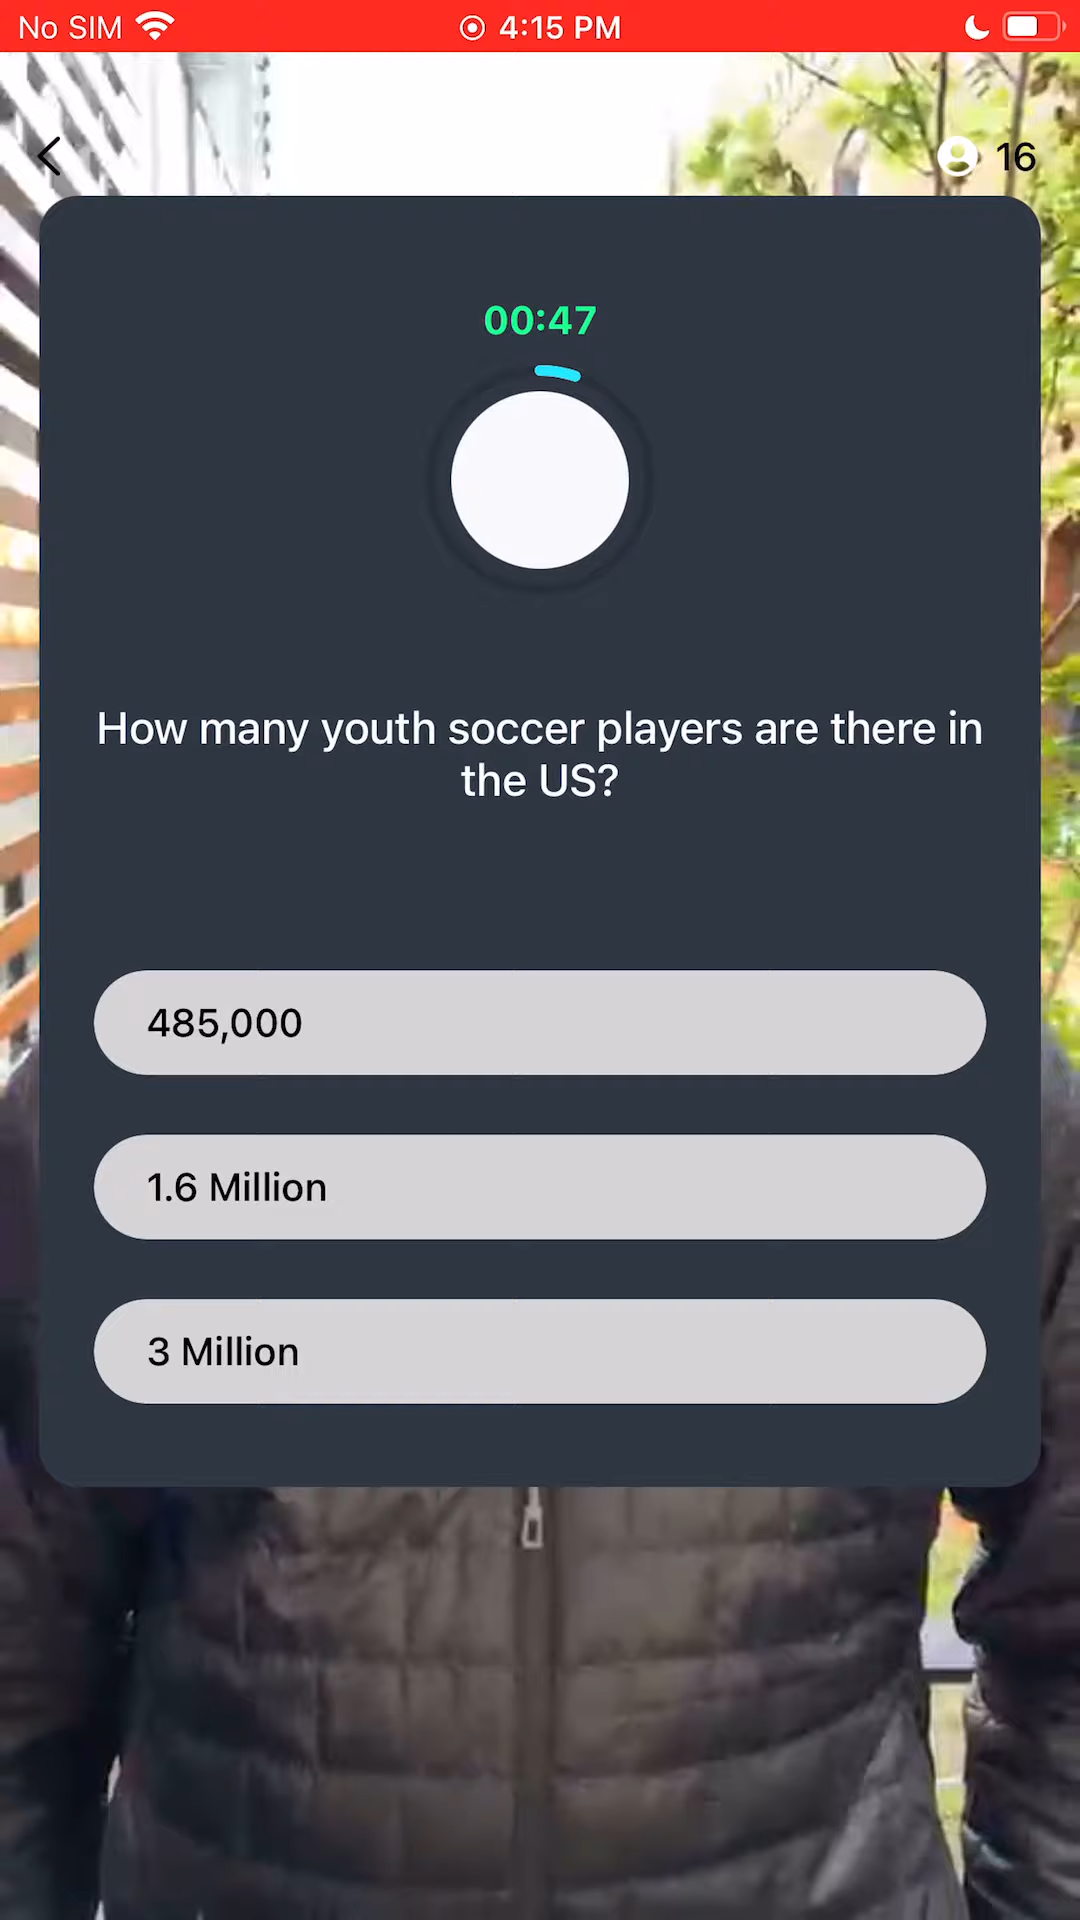 No SIM 4:15 PM
16
00:47
How many youth soccer players are there in
the US?
485,000
1.6 Million
3 Million